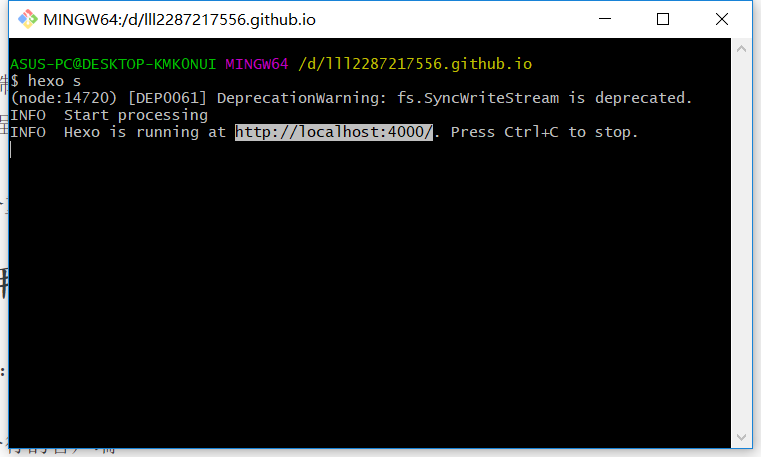 MINGW64:/d/lll2287217556.github.io
ASUS-PC@DESKTOP-KMKONUI MINGW64 /d/lll2287217556.github.io
$ hexo s
(node:14720) [DEP0061] DeprecationWarning: fs.SyncWriteStream is deprecated.
INFO  Start processing
INFO  Hexo is running at http://localhost:4000/. Press Ctrl+C to stop.